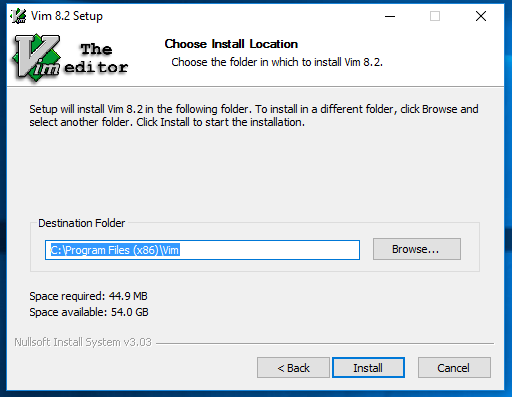 Vim 8.2 Setup
The
Vim editor
Choose Install Location
Choose the folder in which to install Vim 8.2.
Setup will install Vim 8.2 in the following folder. To install in a different folder, click Browse and
select another folder. Click Install to start the installation.
Destination Folder
C:\Program Files (x86)\Vim
Browse...
Space required: 44.9 MB
Space available: 54.0 GB
Nullsoft Install System v3.03
< Back
Install
Cancel